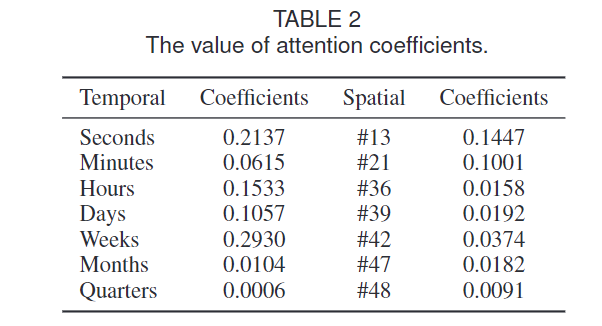 TABLE 2
The value of attention coefficients.
Temporal Coefficients Spatial Coefficients
Seconds 0.2137 #13 0.1447
Minutes 0.0615 #21 0.1001
Hours 0.1533 #36 0.0158
Days 0.1057 #39 0.0192
Weeks 0.2930 #42 0.0374
Months 0.0104 #47 0.0182
Quarters 0.0006 #48 0.0091